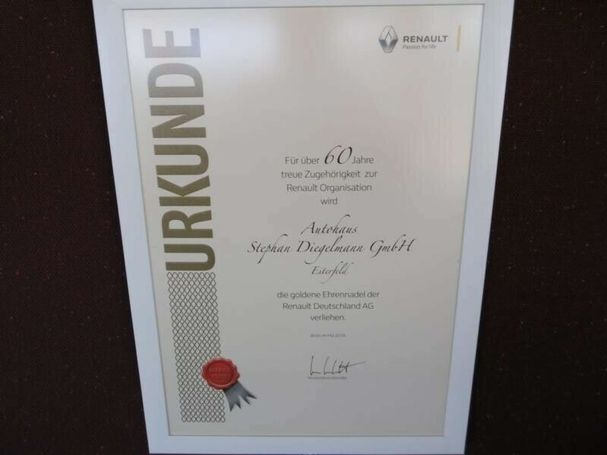 URKUNDE
RENAULT
Passion for life
Für über 60 Jahre
treue Zugehörigkeit zur
Renault Organisation
wird
Autohaus
Stephan Diegelmann GmbH
Eiterfeld
die goldene Ehrennadel der
Renault Deutschland AG
verliehen.